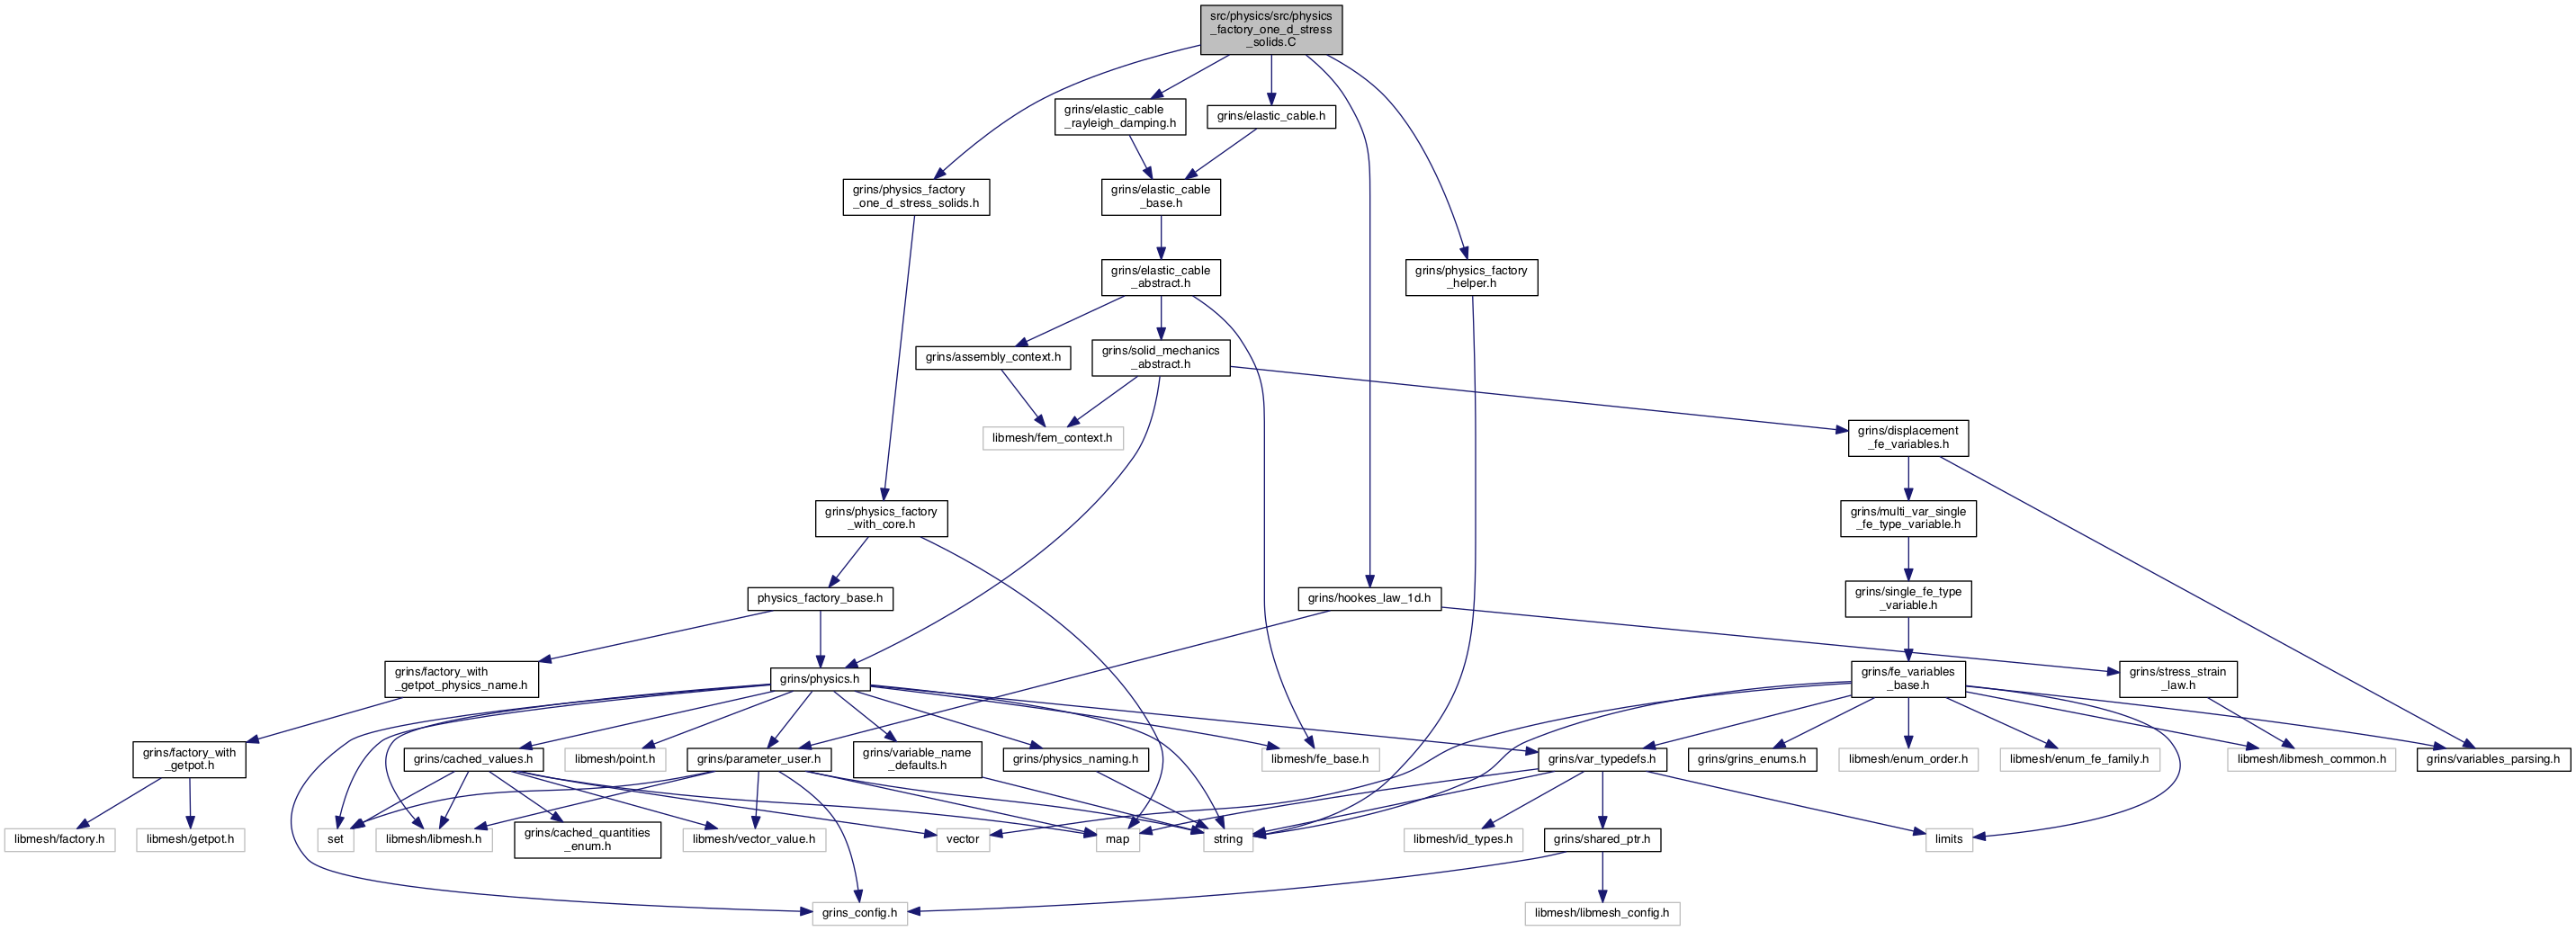 src/physics/src/physics
_factory_one_d_stress
_solids.C
grins/elastic_cable
_rayleigh_damping.h
grins/elastic_cable.h
grins/physics_factory
_one_d_stress_solids.h
grins/elastic_cable
_base.h
grins/elastic_cable
_abstract.h
grins/physics_factory
_helper.h
grins/assembly_context.h
grins/solid_mechanics
_abstract.h
libmesh/fem_context.h
grins/displacement
_fe_variables.h
grins/physics_factory
_with_core.h
grins/multi_var_single
_fe_type_variable.h
physics_factory_base.h
grins/hookes_law_1d.h
grins/single_fe_type
_variable.h
grins/factory_with
_getpot_physics_name.h
grins/physics.h
grins/fe_variables
_base.h
grins/stress_strain
_law.h
grins/factory_with
_getpot.h
grins/cached_values.h
libmesh/point.h
grins/parameter_user.h
grins/variable_name
_defaults.h
grins/physics_naming.h
libmesh/fe_base.h
grins/var_typedefs.h
grins/grins_enums.h
libmesh/enum_order.h
libmesh/enum_fe_family.h
libmesh/libmesh_common.h
grins/variables_parsing.h
libmesh/factory.h
libmesh/getpot.h
set
libmesh/libmesh.h
grins/cached_quantities
_enum.h
libmesh/vector_value.h
vector
map
string
libmesh/id_types.h
grins/shared_ptr.h
limits
grins_config.h
libmesh/libmesh_config.h